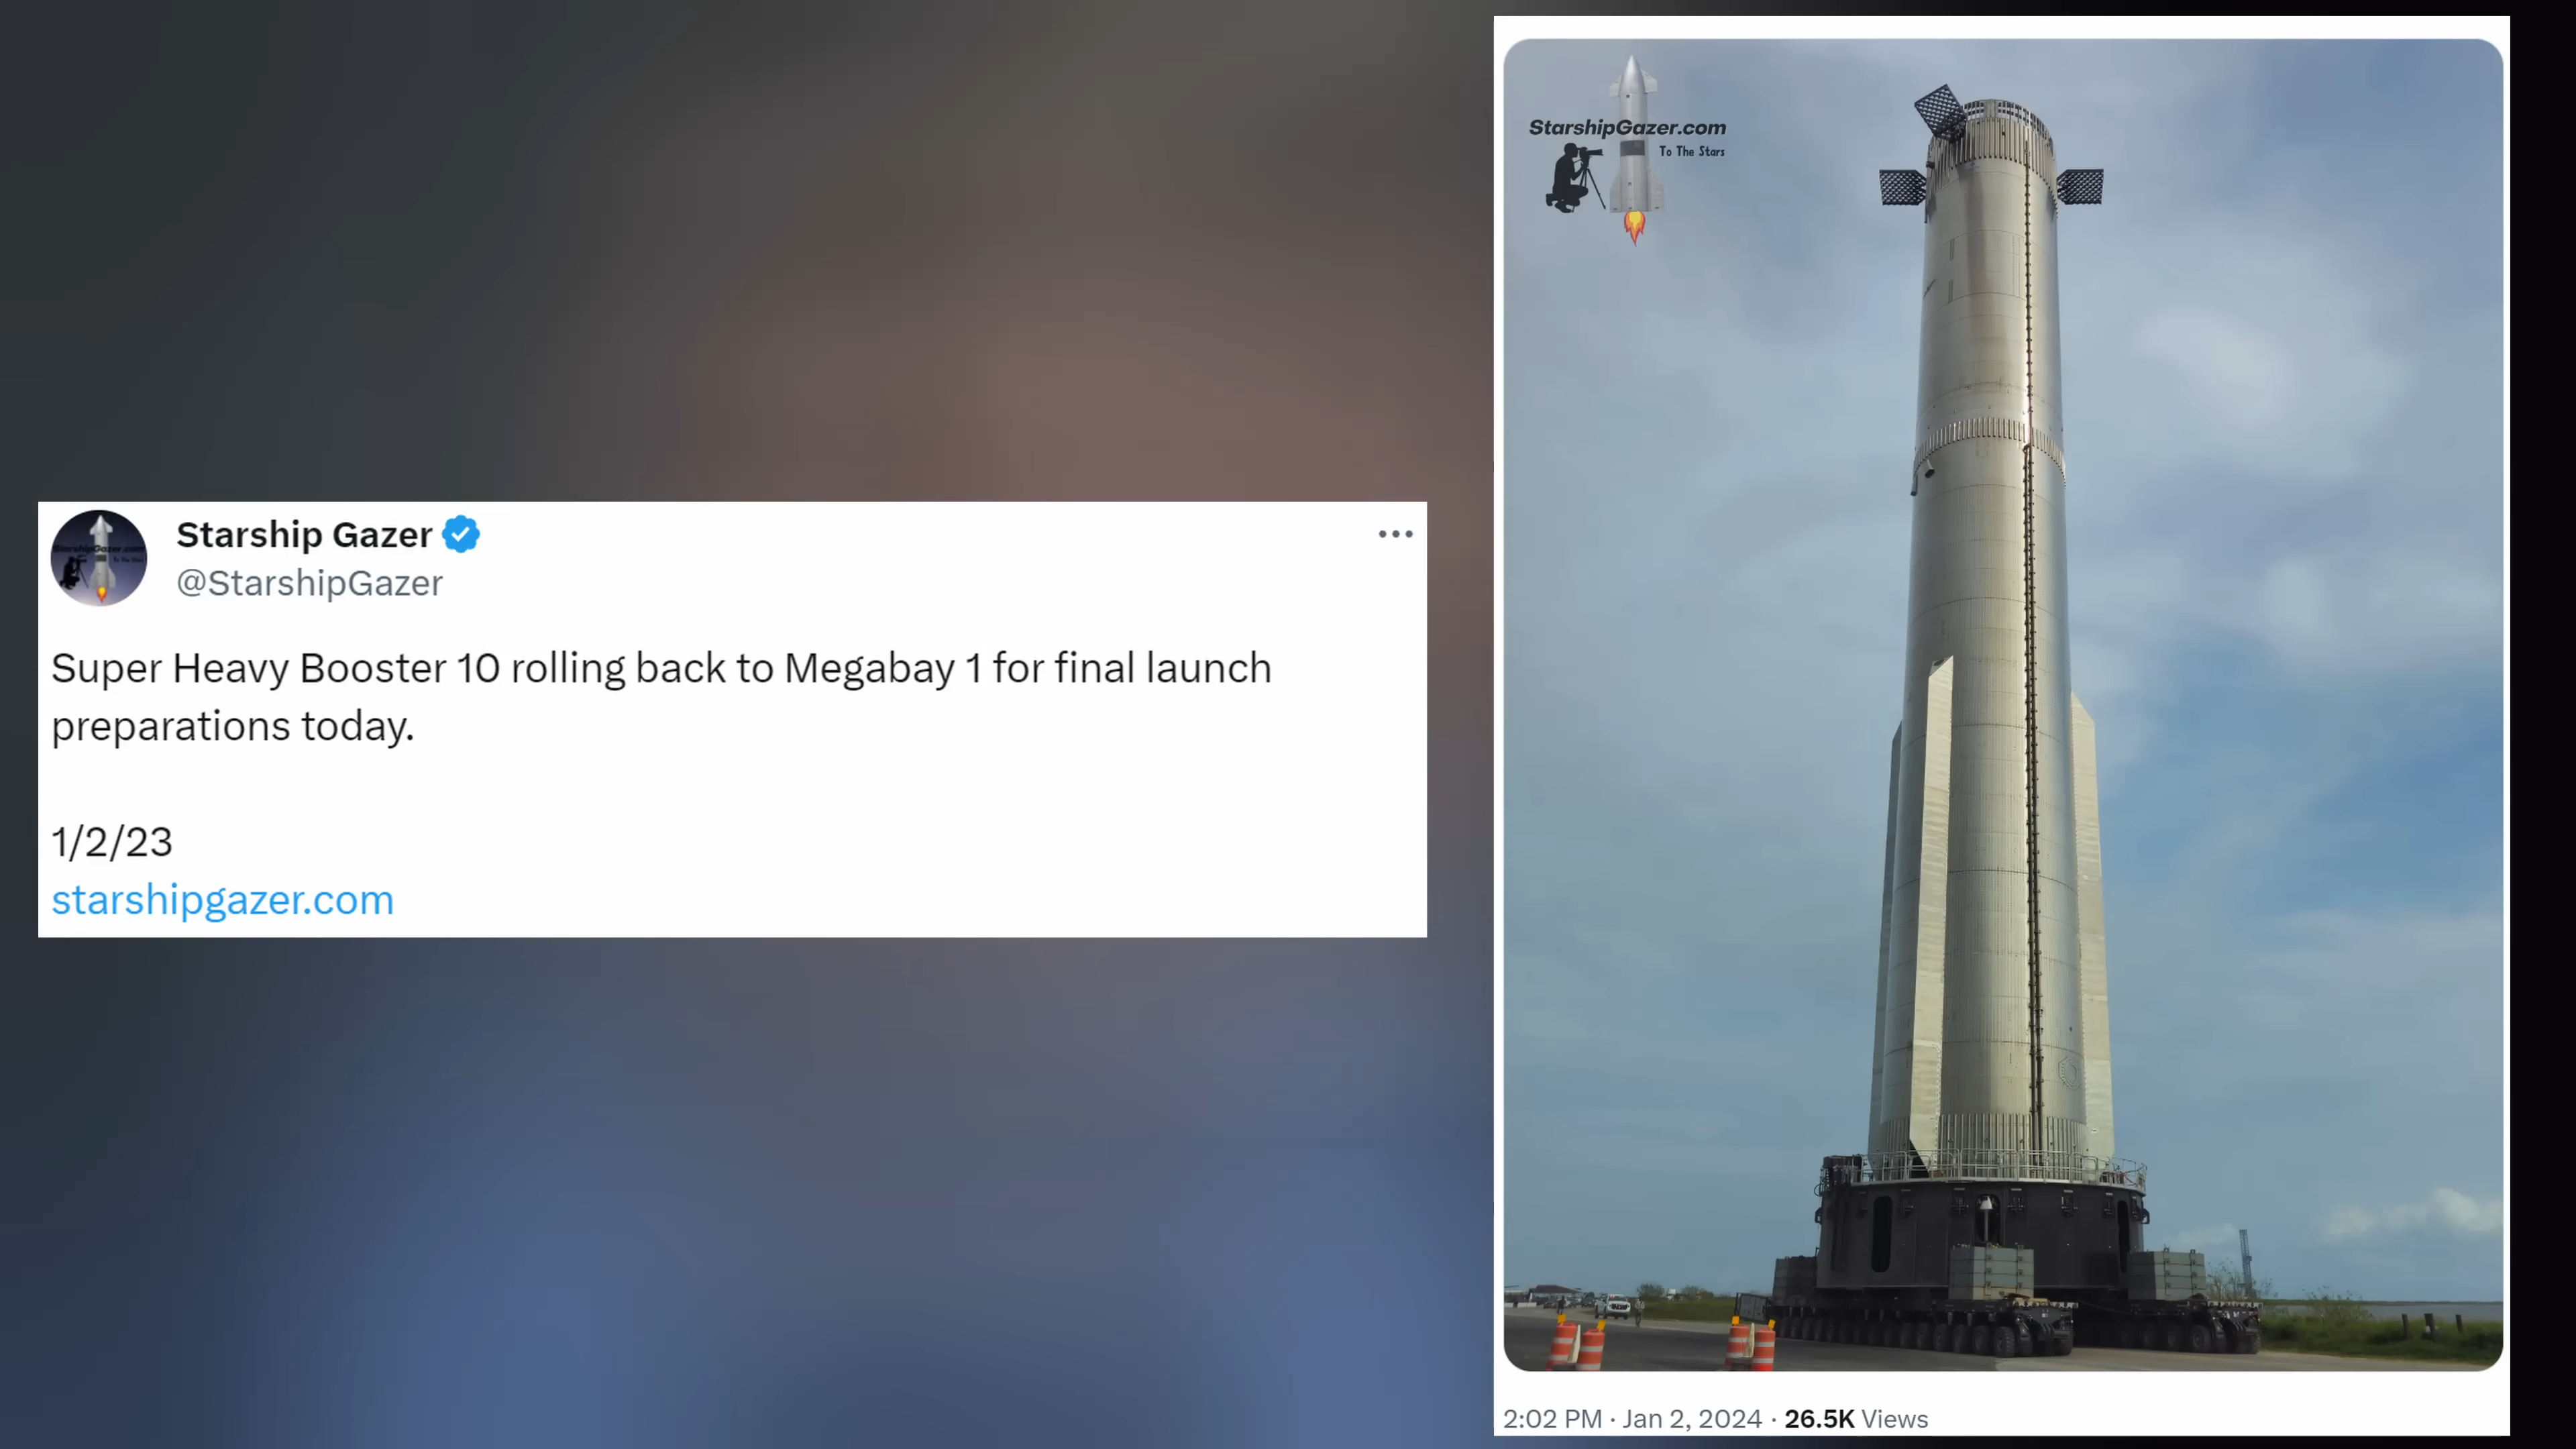 Starship Gazer
@StarshipGazer
Super Heavy Booster 10 rolling back to Megabay 1 for final launch
preparations today.
1/2/23
starshipgazer.com
StarshipGazer.com
To The Stars
2:02 PM · Jan 2, 2024 · 26.5K Views